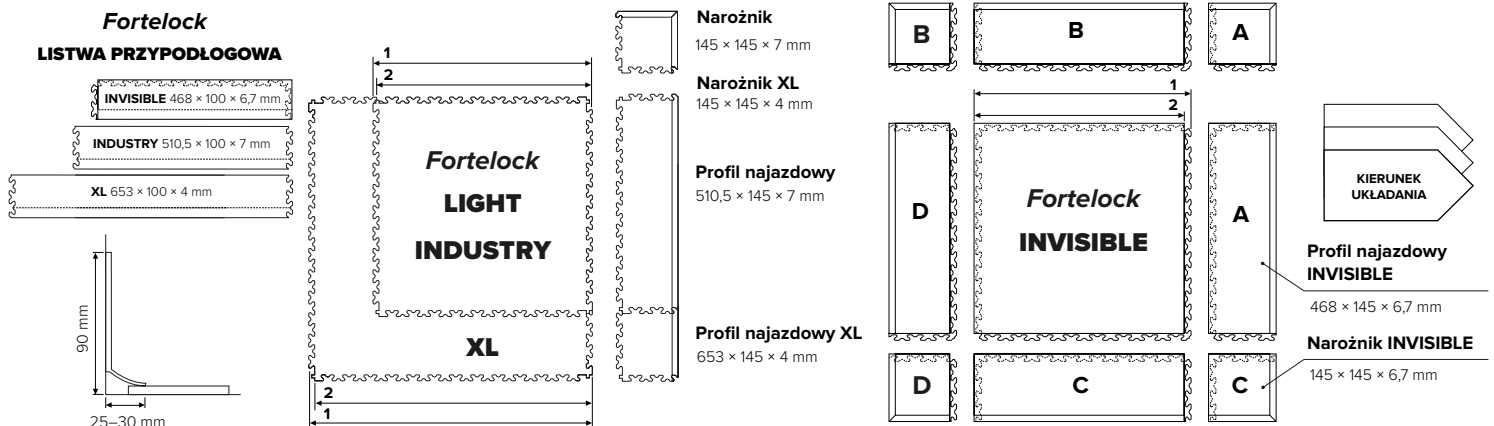 Fortelock
LISTWA PRZYPODŁOGOWA
INVISIBLE 468 × 100 × 6,7 mm
INDUSTRY 510,5 × 100 × 7 mm
XL 653 × 100 × 4 mm
90 mm
25–30 mm
1
2
Fortelock
LIGHT
INDUSTRY
XL
2
1
Narożnik
145 × 145 × 7 mm
Narożnik XL
145 × 145 × 4 mm
Profil najazdowy
510,5 × 145 × 7 mm
Profil najazdowy XL
653 × 145 × 4 mm
B
B
A
1
2
D
Fortelock
INVISIBLE
A
D
C
C
KIERUNEK
UKŁADANIA
Profil najazdowy
INVISIBLE
468 × 145 × 6,7 mm
Narożnik INVISIBLE
145 × 145 × 6,7 mm